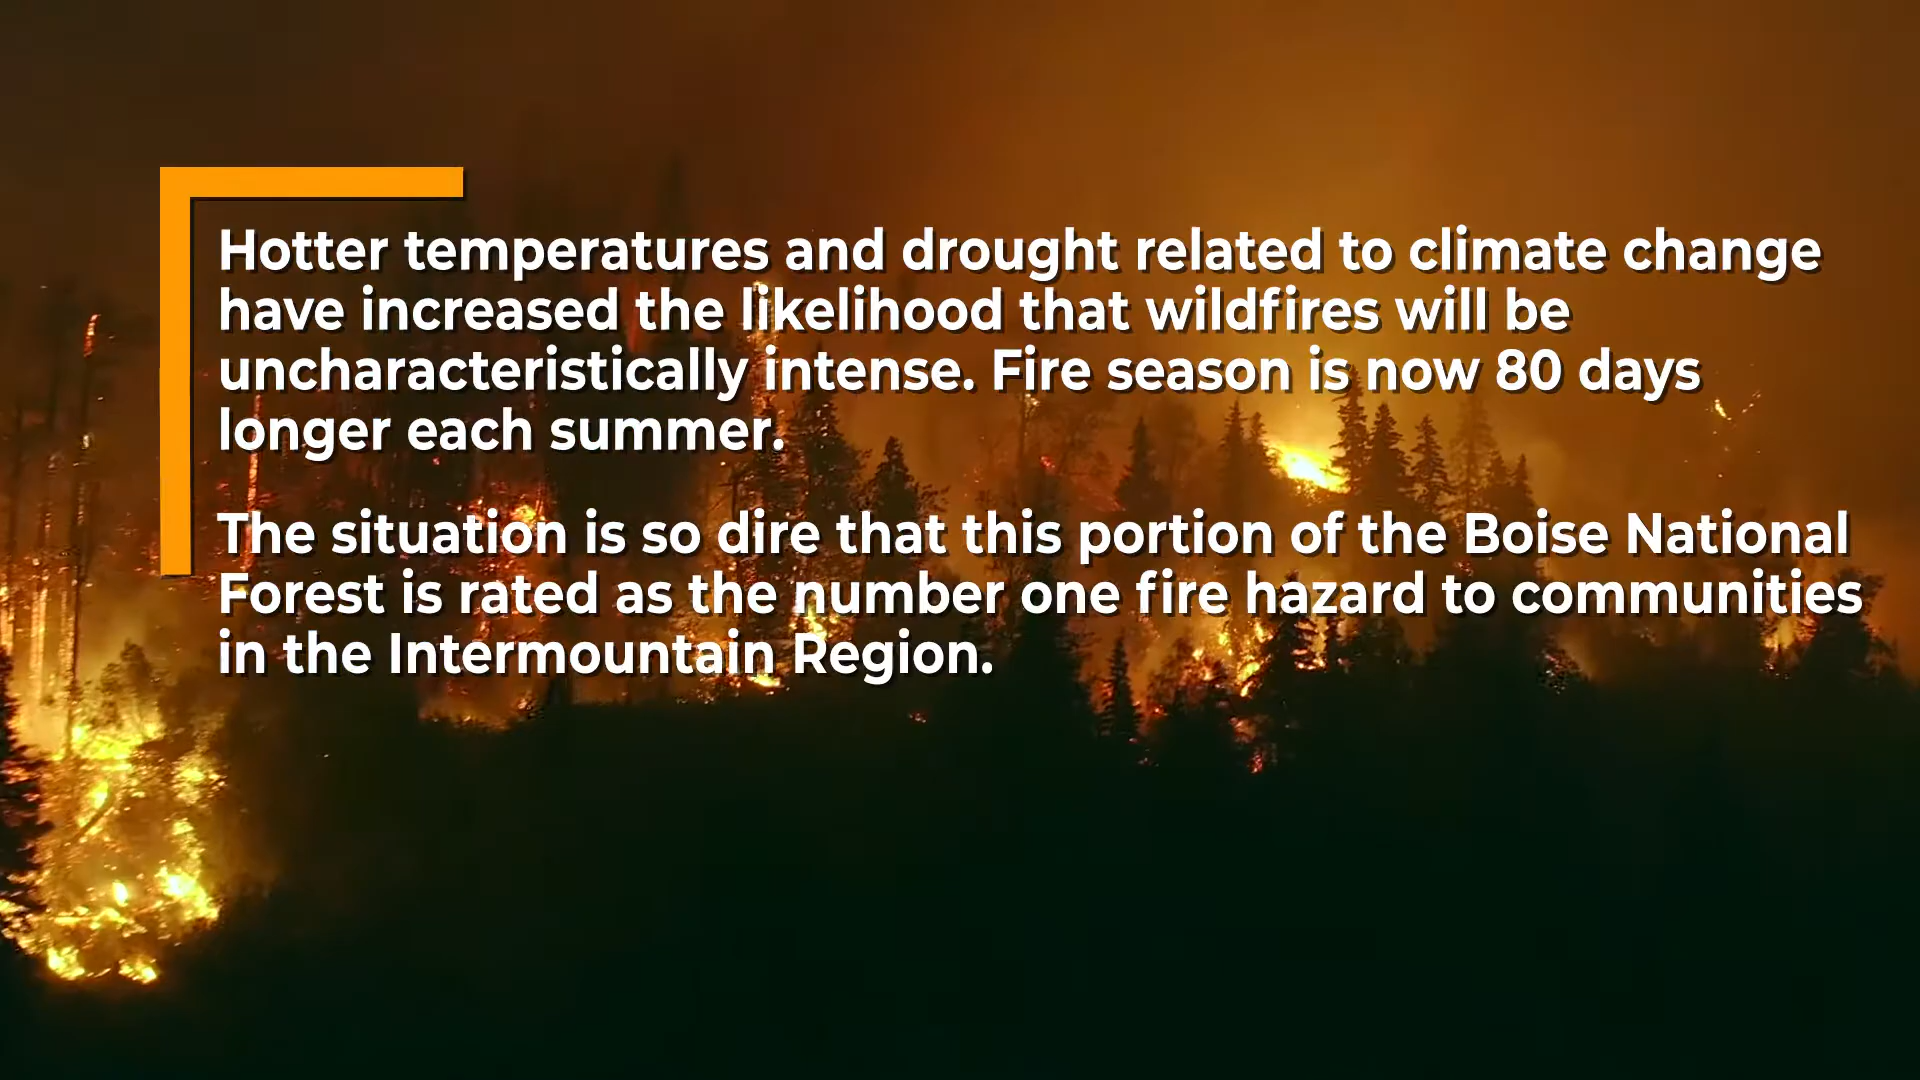 Hotter temperatures and drought related to climate change
have increased the likelihood that wildfires will be
uncharacteristically intense. Fire season is now 80 days
longer each summer.
The situation is so dire that this portion of the Boise National
Forest is rated as the number one fire hazard to communities
in the Intermountain Region.